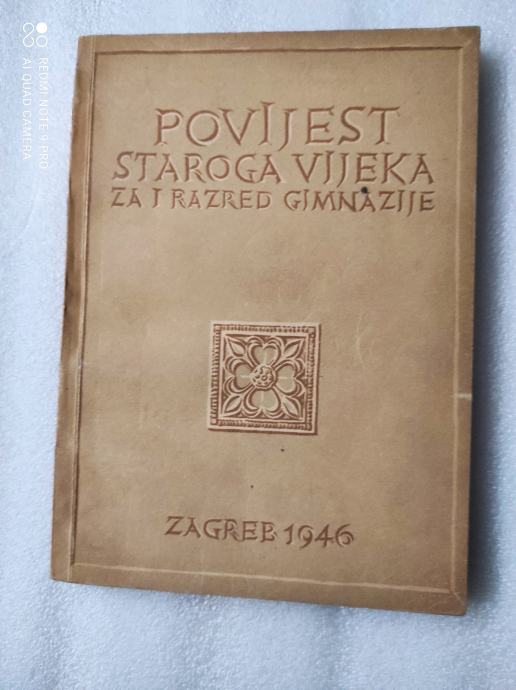 POVIJEST
STAROGA VIJEKA
ZA I RAZRED GIMNAZIJE
ZAGREB 1946
REDMI NOTE 9 PRO
AI QUAD CAMERA